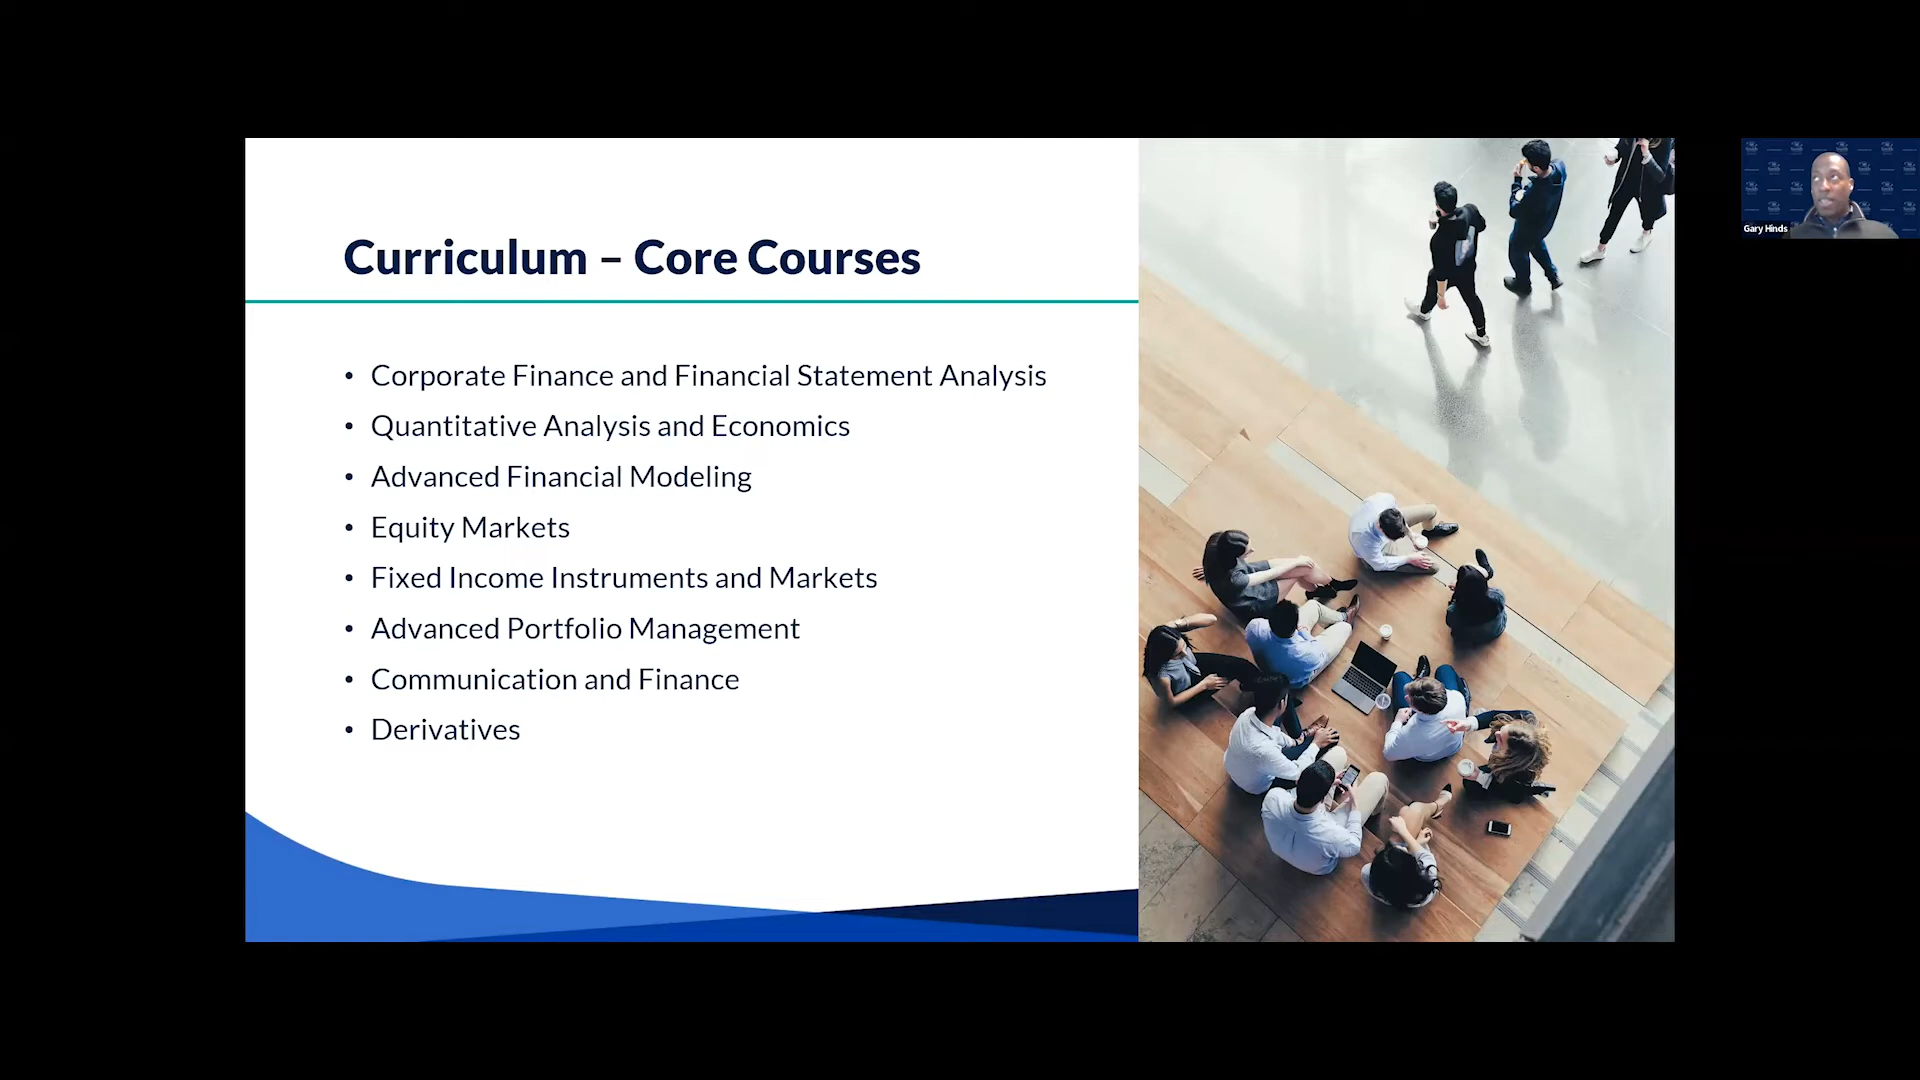 Curriculum – Core Courses
• Corporate Finance and Financial Statement Analysis
• Quantitative Analysis and Economics
• Advanced Financial Modeling
• Equity Markets
• Fixed Income Instruments and Markets
• Advanced Portfolio Management
• Communication and Finance
• Derivatives
Gary Hinds